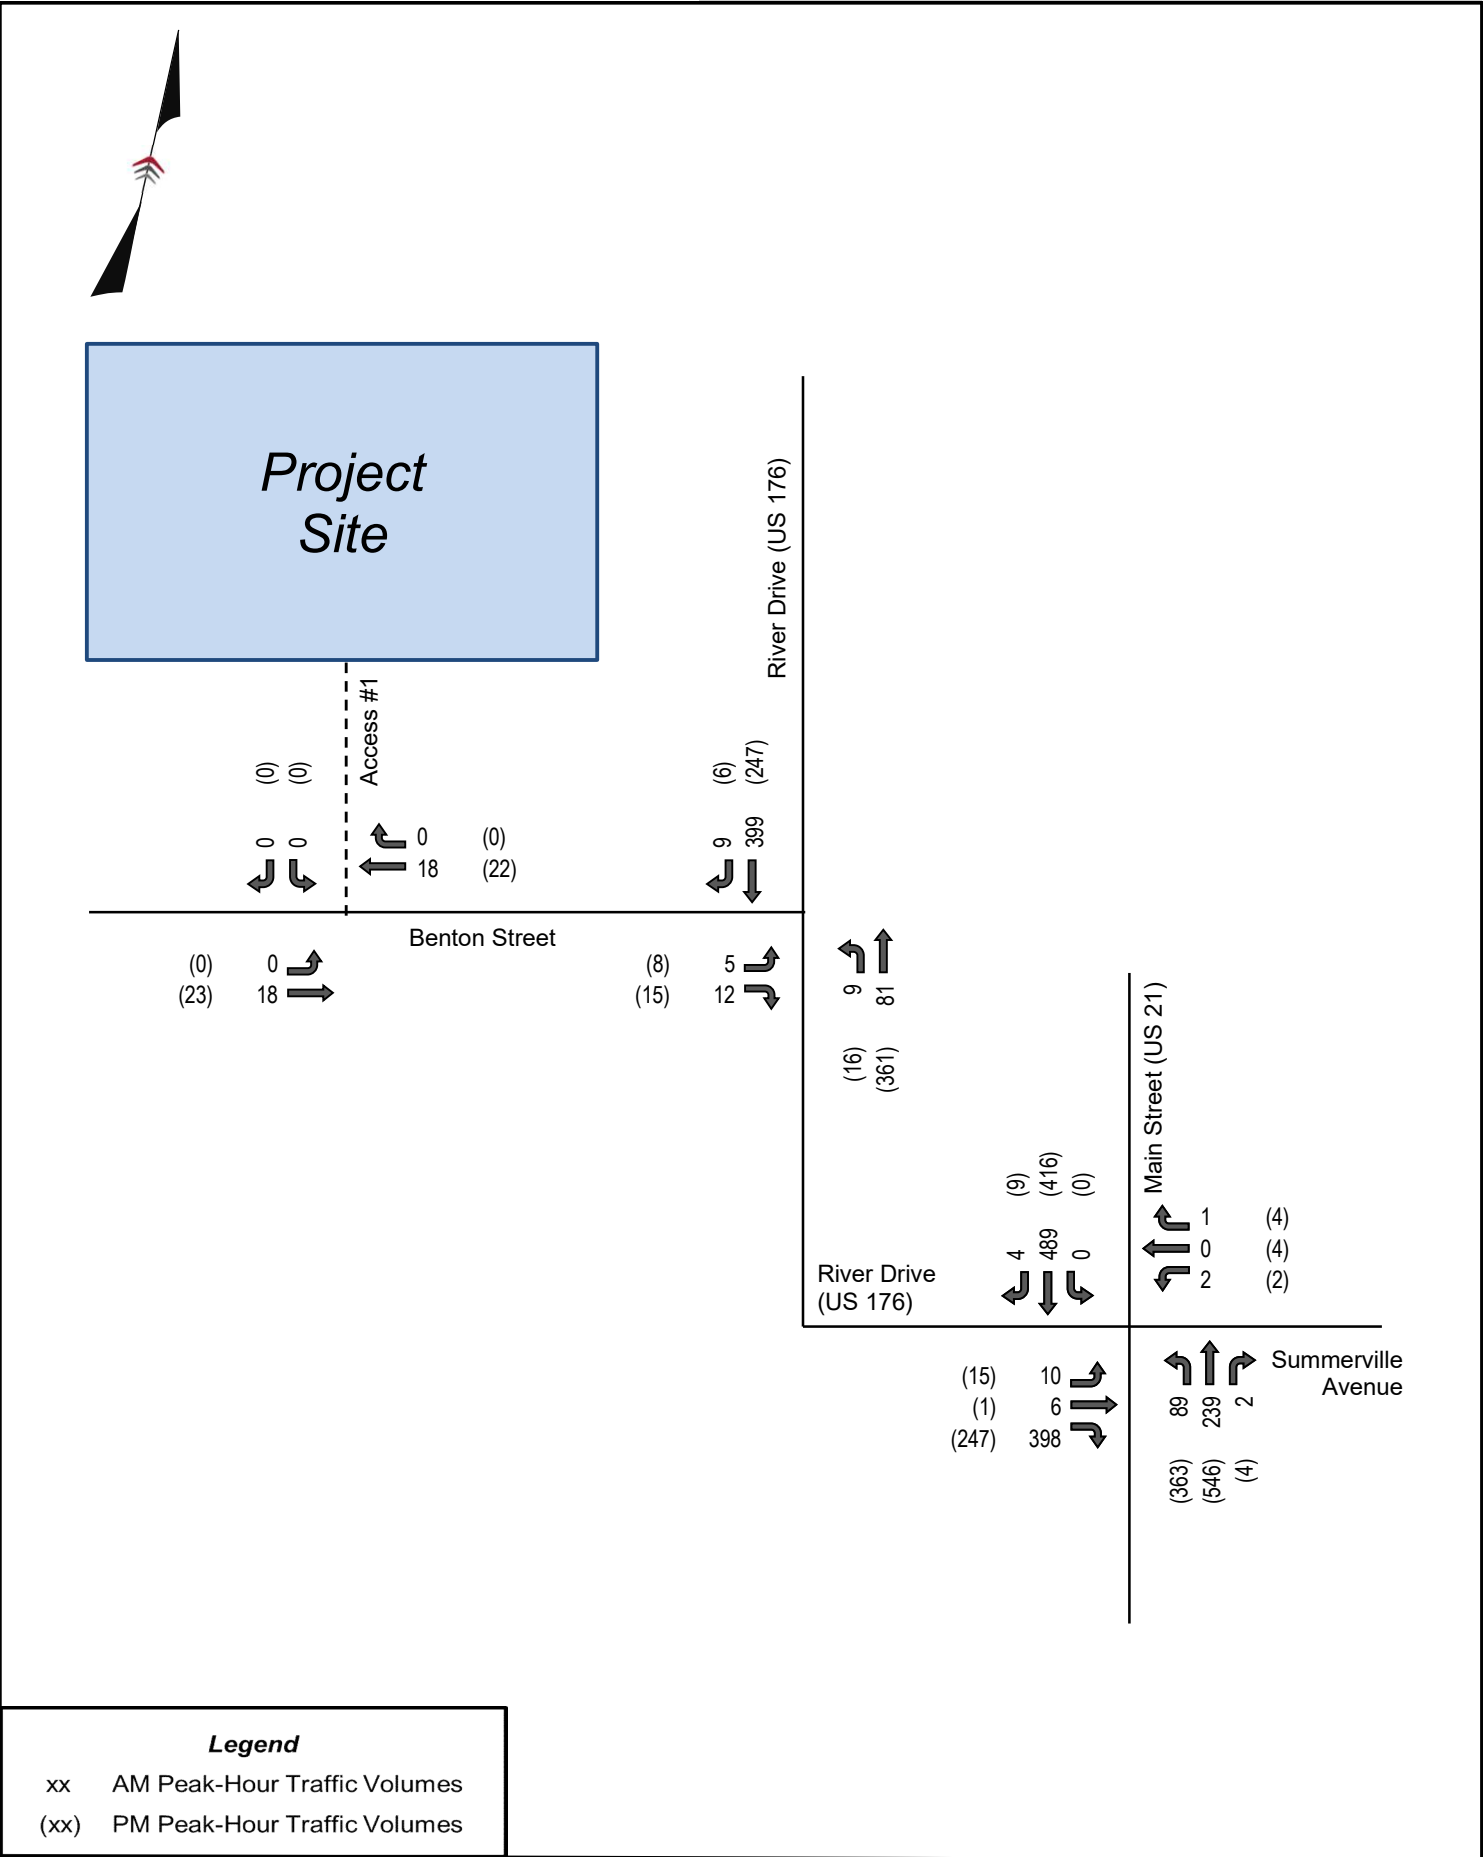 Project
Site
River Drive (US 176)
Access #1
(0) (0)
0 0
0 (0)
18 (22)
(6) (247)
9 399
Benton Street
(0) 0
(23) 18
(8) 5
(15) 12
9 81
(16) (361)
Main Street (US 21)
(9) (416) (0)
4 489 0
1 (4)
0 (4)
2 (2)
River Drive
(US 176)
(15) 10
(1) 6
(247) 398
Summerville
Avenue
89 239 2
(363) (546) (4)
Legend
xx AM Peak-Hour Traffic Volumes
(xx) PM Peak-Hour Traffic Volumes